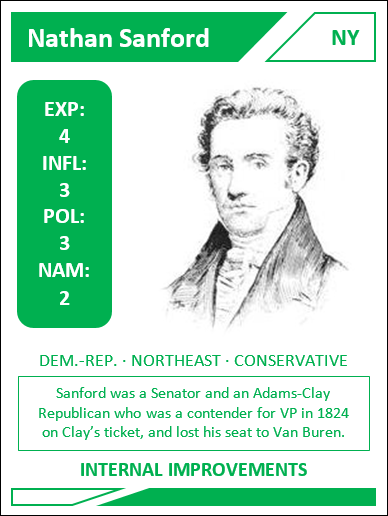 Nathan Sanford
NY
EXP:
4
INFL:
3
POL:
3
NAM:
2
DEM.-REP. · NORTHEAST · CONSERVATIVE
Sanford was a Senator and an Adams-Clay
Republican who was a contender for VP in 1824
on Clay's ticket, and lost his seat to Van Buren.
INTERNAL IMPROVEMENTS